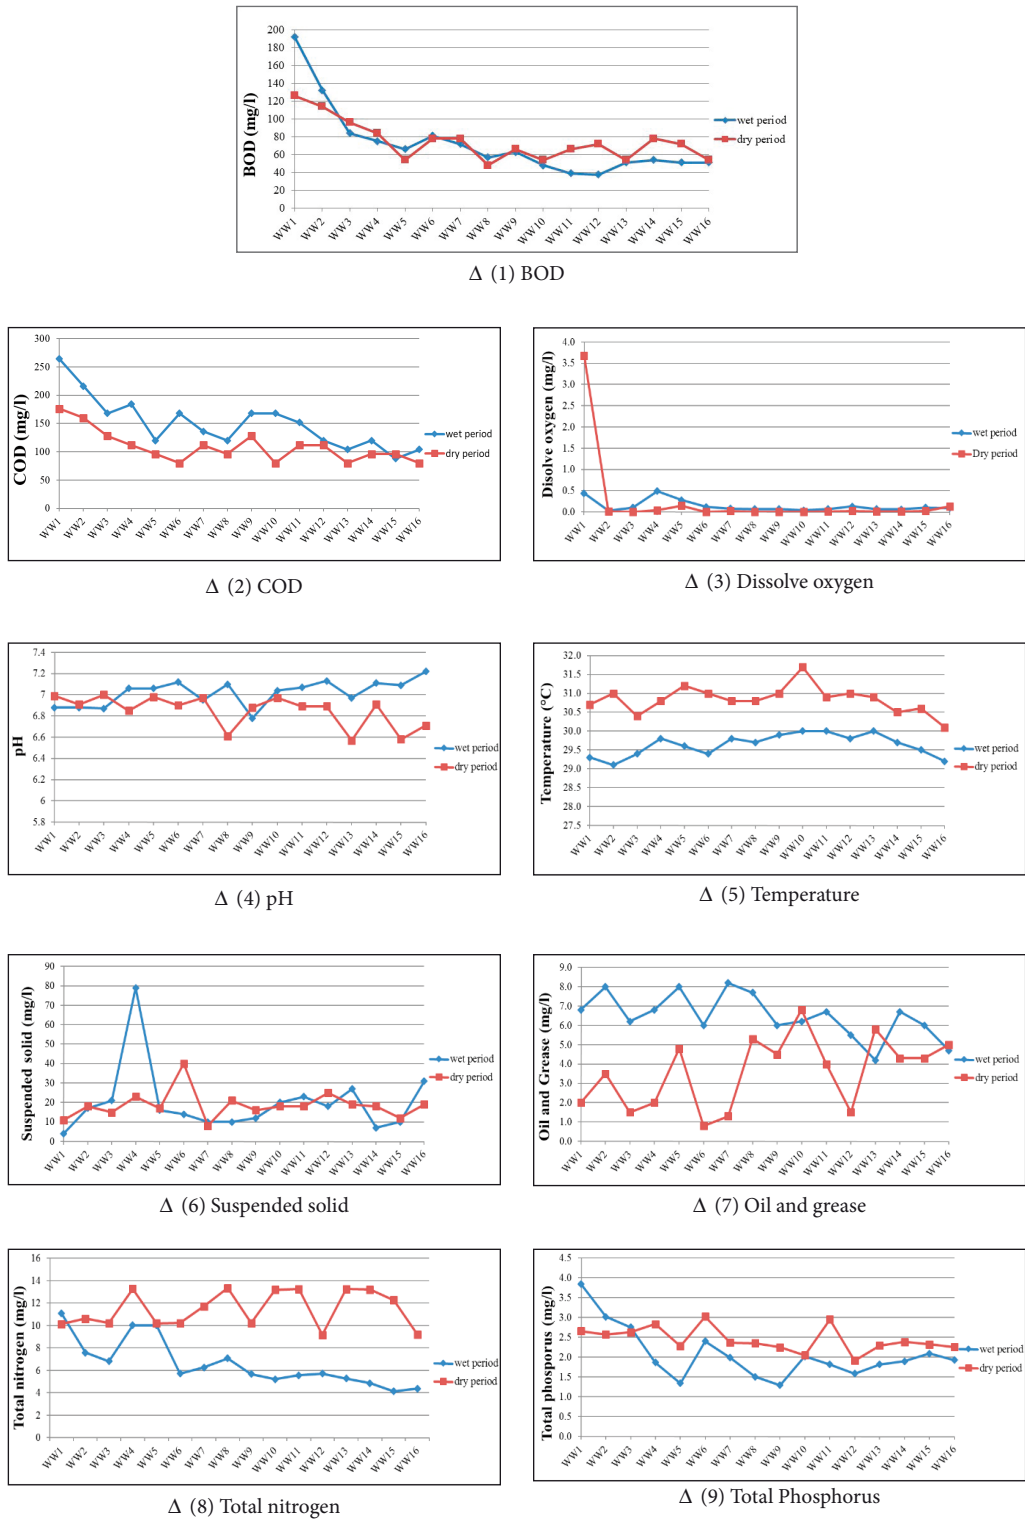 200
180
160
140
120
100
80
60
40
20
0
BOD (mg/l)
wet period
dry period
WW1 WW2 WW3 WW4 WW5 WW6 WW7 WW8 WW9 WW10 WW11 WW12 WW13 WW14 WW15 WW16
Δ (1) BOD
300
250
200
150
100
50
0
COD (mg/l)
wet period
dry period
WW1 WW2 WW3 WW4 WW5 WW6 WW7 WW8 WW9 WW10 WW11 WW12 WW13 WW14 WW15 WW16
Δ (2) COD
4.0
3.5
3.0
2.5
2.0
1.5
1.0
0.5
0.0
Disolve oxygen (mg/l)
wet period
Dry period
WW1 WW2 WW3 WW4 WW5 WW6 WW7 WW8 WW9 WW10 WW11 WW12 WW13 WW14 WW15 WW16
Δ (3) Dissolve oxygen
7.4
7.2
7
6.8
6.6
6.4
6.2
6
5.8
pH
wet period
dry period
WW1 WW2 WW3 WW4 WW5 WW6 WW7 WW8 WW9 WW10 WW11 WW12 WW13 WW14 WW15 WW16
Δ (4) pH
32.0
31.5
31.0
30.5
30.0
29.5
29.0
28.5
28.0
27.5
Temperature (°C)
wet period
dry period
WW1 WW2 WW3 WW4 WW5 WW6 WW7 WW8 WW9 WW10 WW11 WW12 WW13 WW14 WW15 WW16
Δ (5) Temperature
90
80
70
60
50
40
30
20
10
0
Suspended solid (mg/l)
wet period
dry period
WW1 WW2 WW3 WW4 WW5 WW6 WW7 WW8 WW9 WW10 WW11 WW12 WW13 WW14 WW15 WW16
Δ (6) Suspended solid
9.0
8.0
7.0
6.0
5.0
4.0
3.0
2.0
1.0
0.0
Oil and Grease (mg/l)
wet period
dry period
WW1 WW2 WW3 WW4 WW5 WW6 WW7 WW8 WW9 WW10 WW11 WW12 WW13 WW14 WW15 WW16
Δ (7) Oil and grease
16
14
12
10
8
6
4
2
0
Total nitrogen (mg/l)
wet period
dry period
WW1 WW2 WW3 WW4 WW5 WW6 WW7 WW8 WW9 WW10 WW11 WW12 WW13 WW14 WW15 WW16
Δ (8) Total nitrogen
4.5
4.0
3.5
3.0
2.5
2.0
1.5
1.0
0.5
0.0
Total phosporus (mg/l)
wet period
dry period
WW1 WW2 WW3 WW4 WW5 WW6 WW7 WW8 WW9 WW10 WW11 WW12 WW13 WW14 WW15 WW16
Δ (9) Total Phosphorus